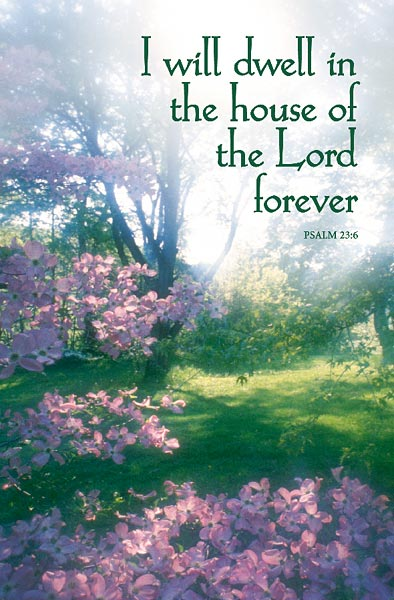 I will dwell in
the house of
the Lord
forever
PSALM 23:6